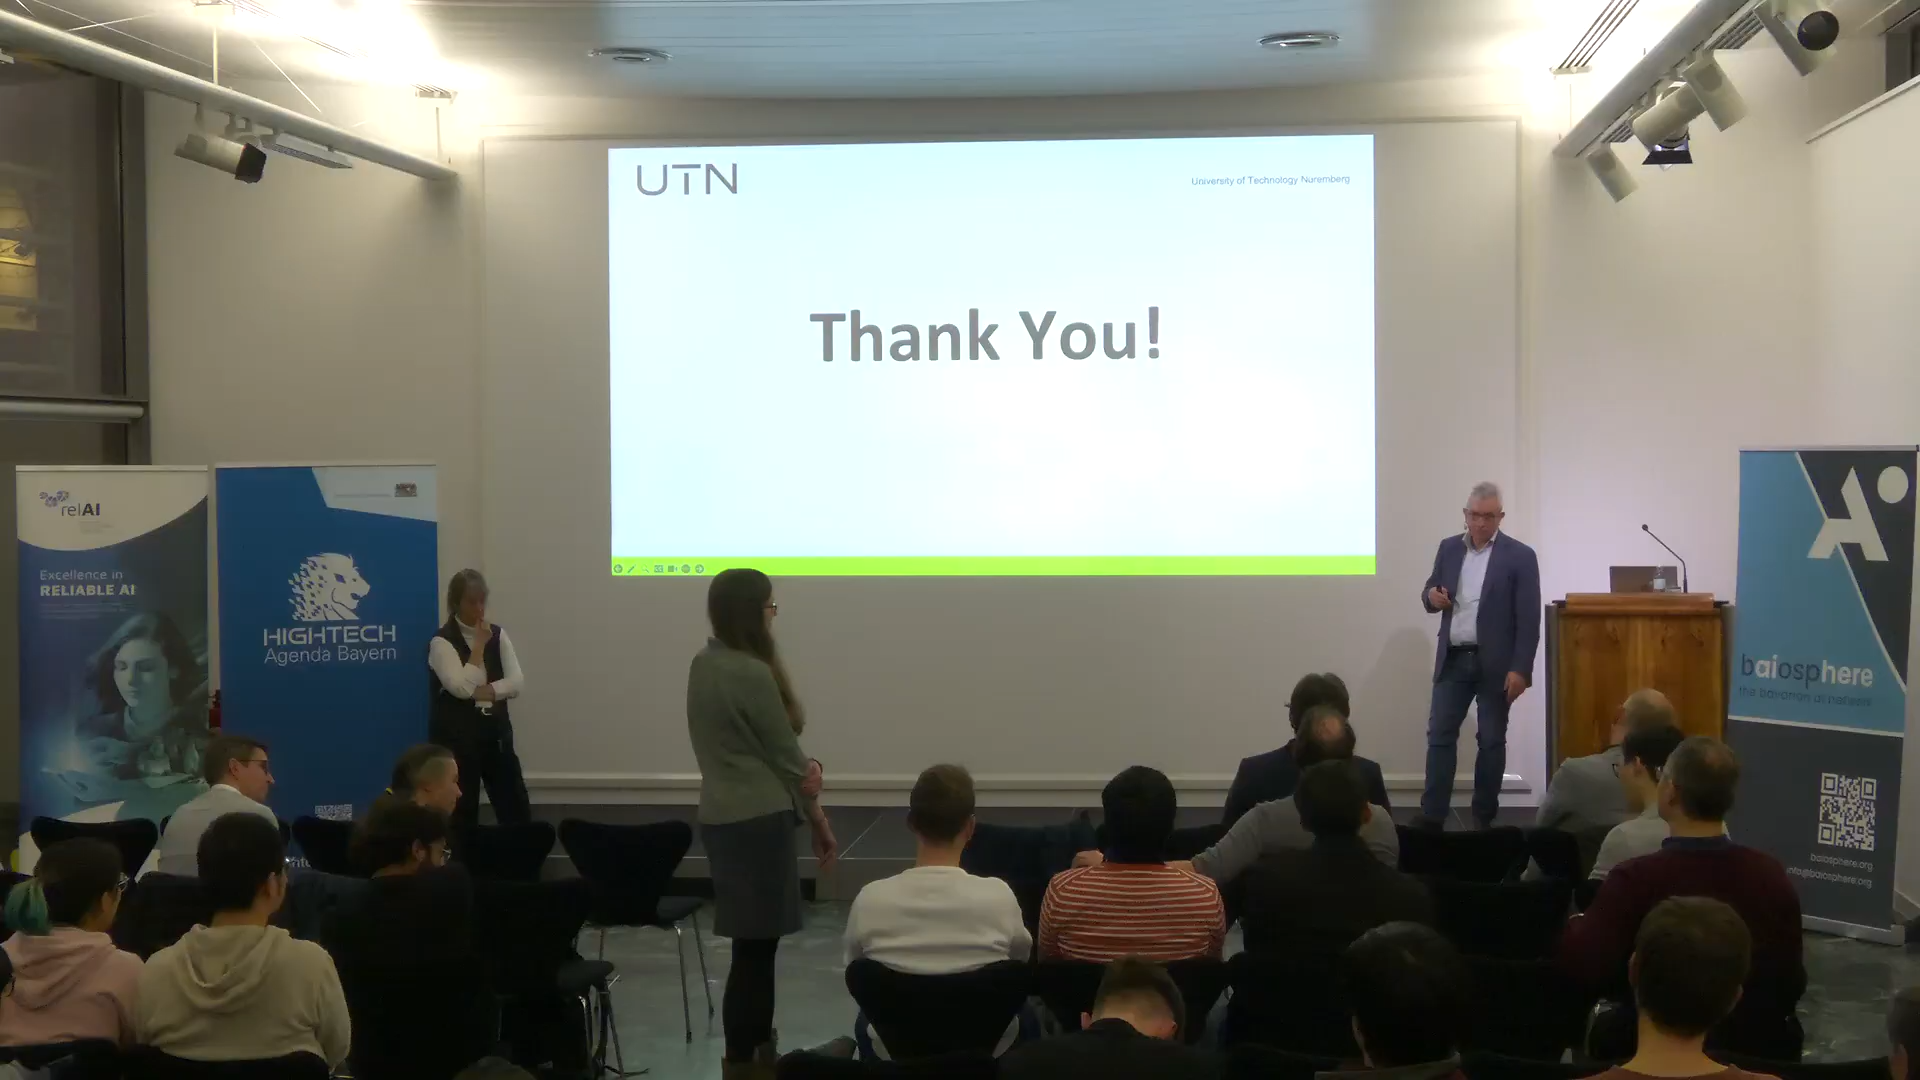 UTN
University of Technology Nuremberg
Thank You!
relAI
Excellence in
RELIABLE AI
HIGHTECH
Agenda Bayern
baiosphere
the bavarian ai network
baiosphere.org
info@baiosphere.org